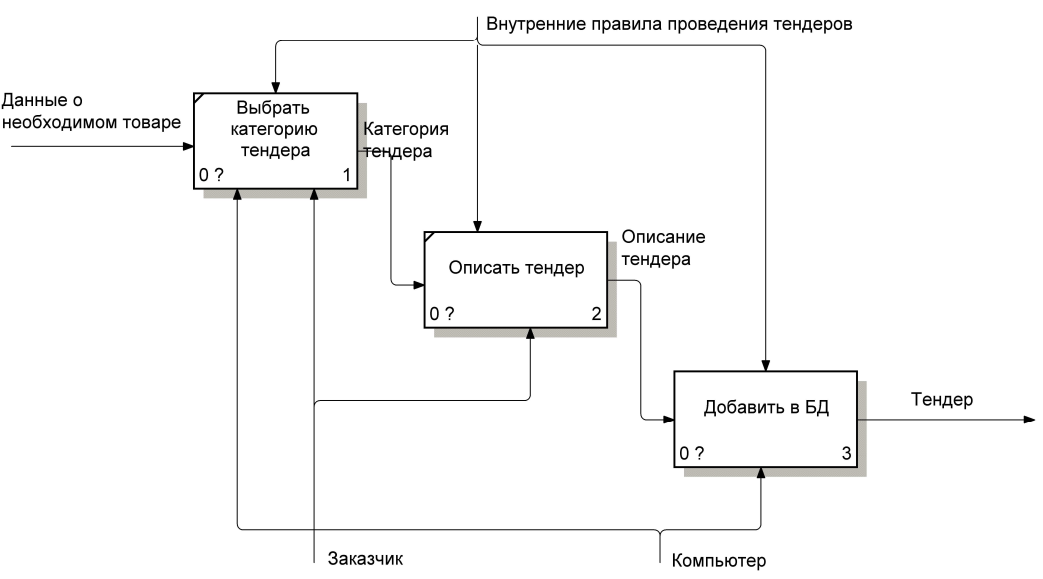 Внутренние правила проведения тендеров
Данные о
необходимом товаре
Выбрать
категорию
тендера
0 ?
1
Категория
тендера
Описать тендер
0 ?
2
Описание
тендера
Добавить в БД
0 ?
3
Тендер
Заказчик
Компьютер